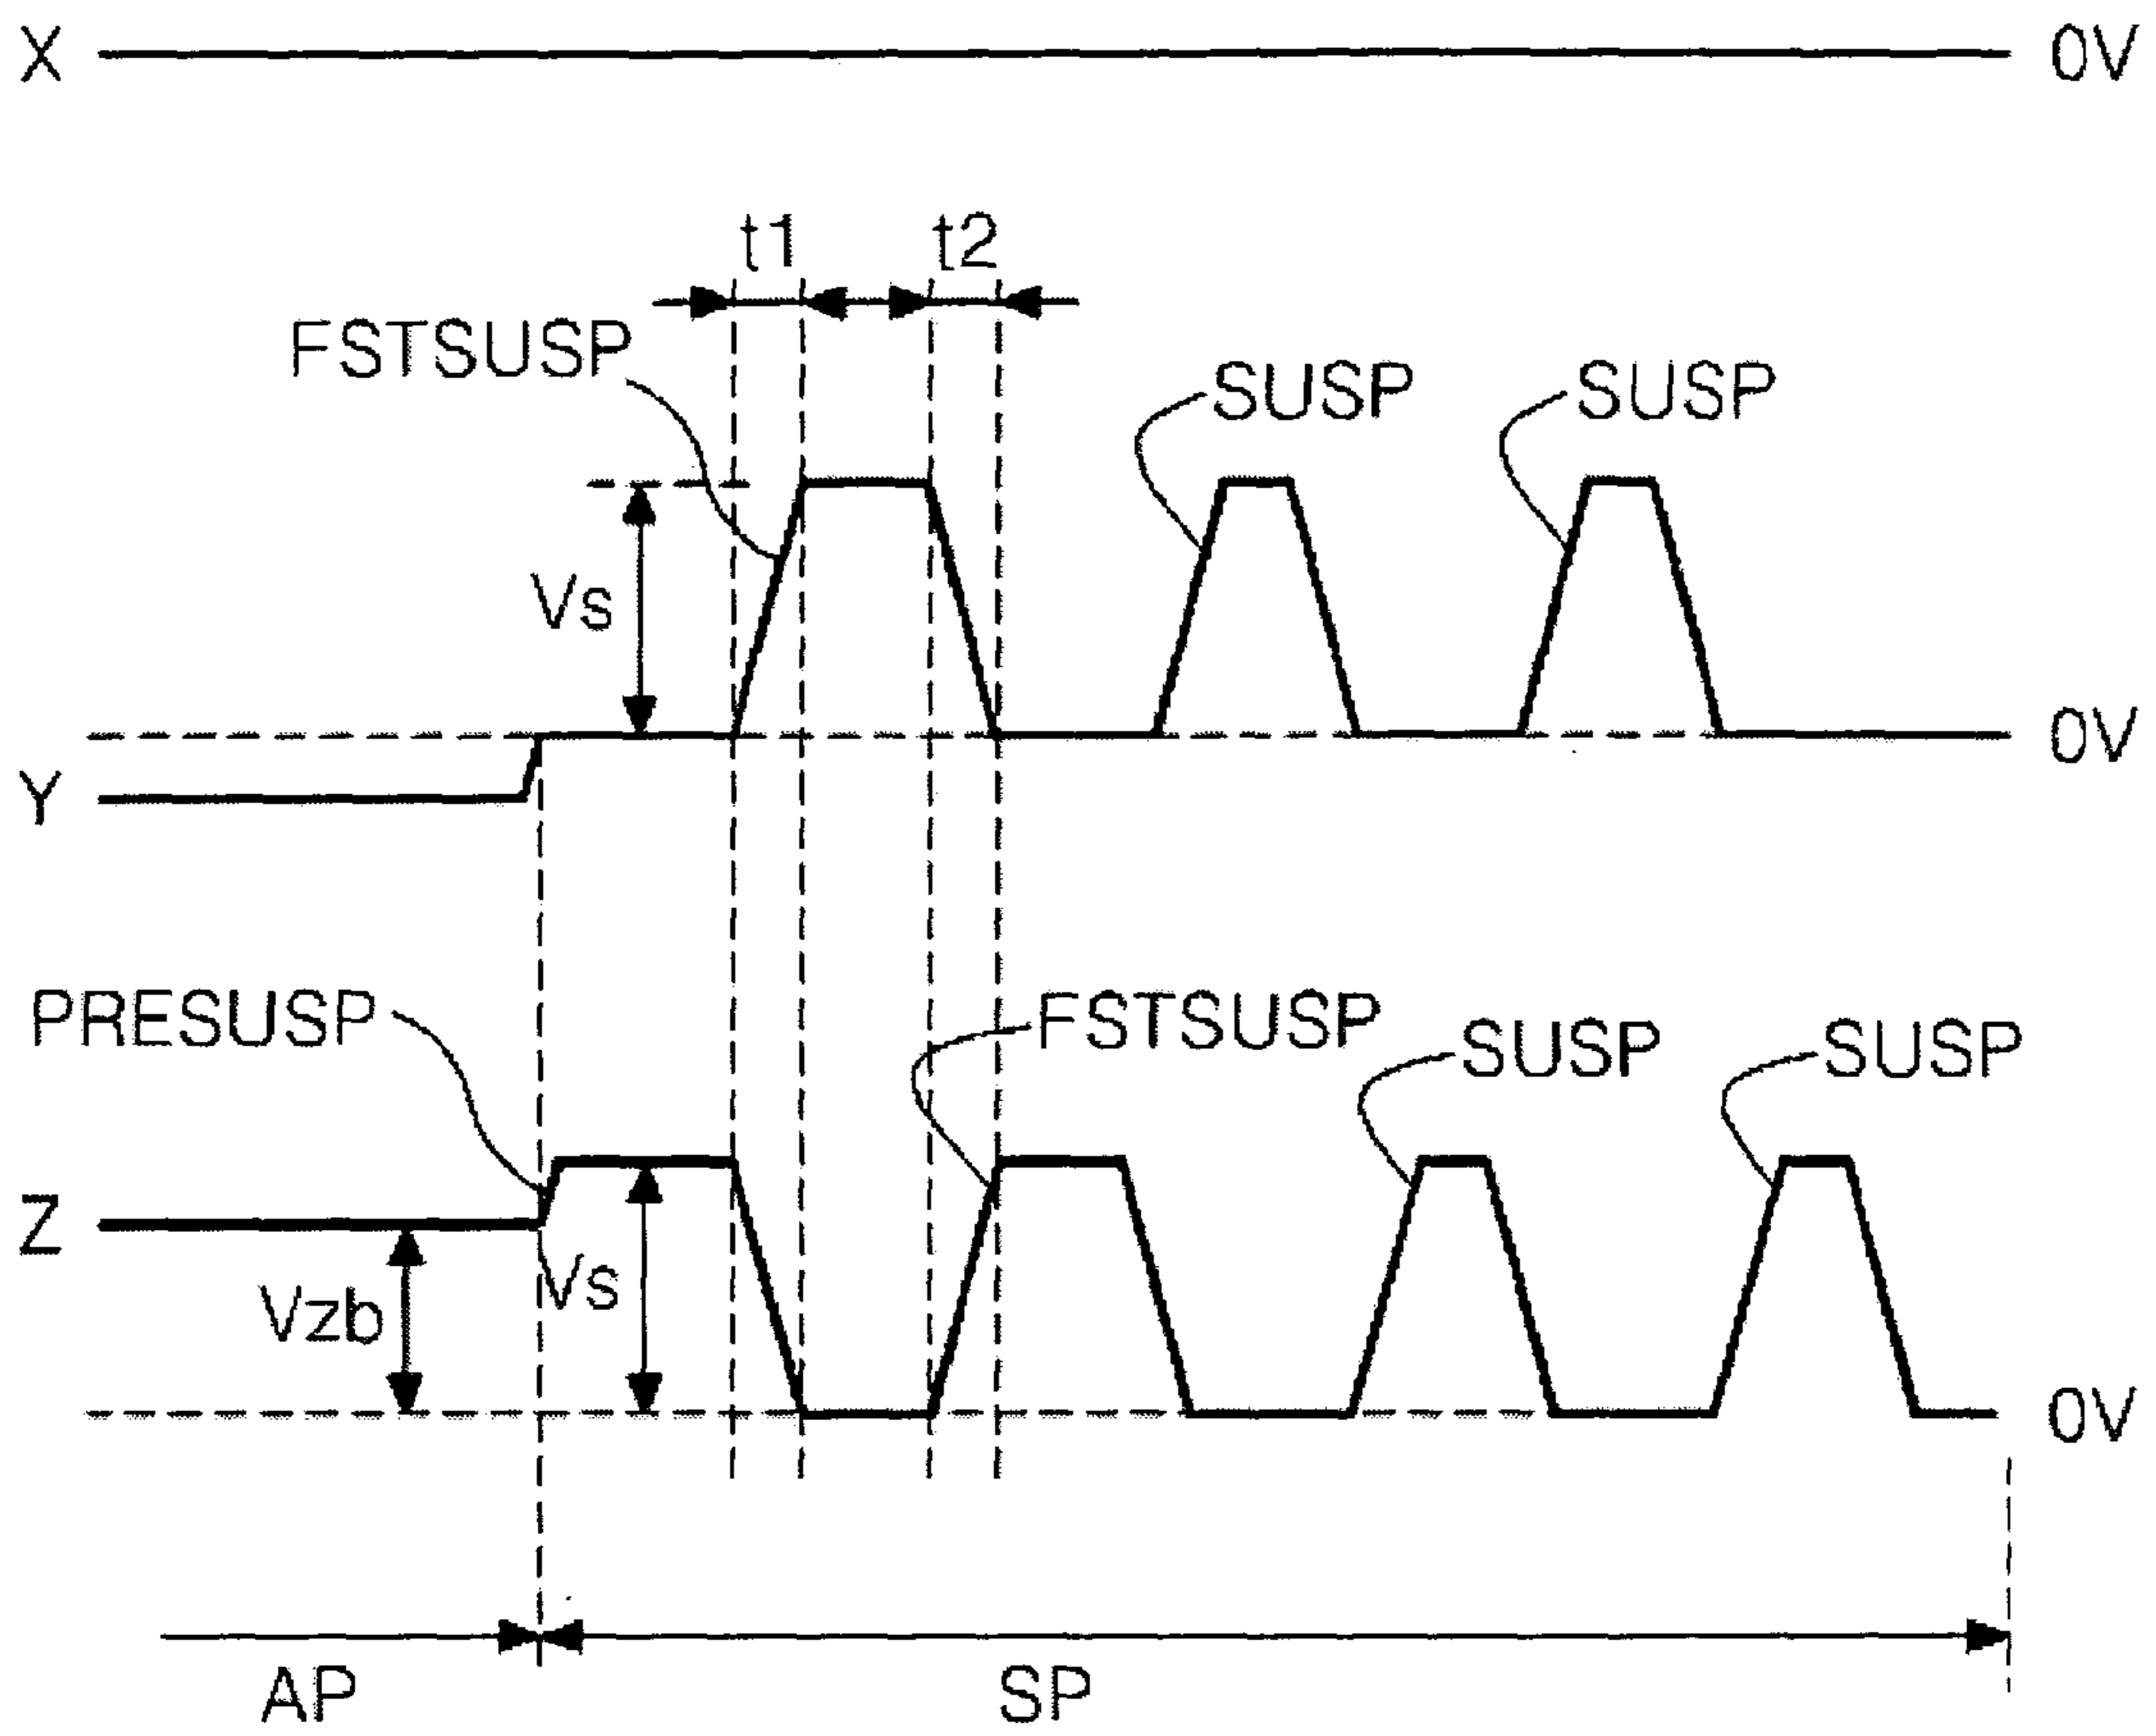 X
0V
t1
t2
FSTSUSP
SUSP
SUSP
Vs
0V
Y
PRESUSP
FSTSUSP
SUSP
SUSP
Z
Vzb
Vs
0V
AP
SP